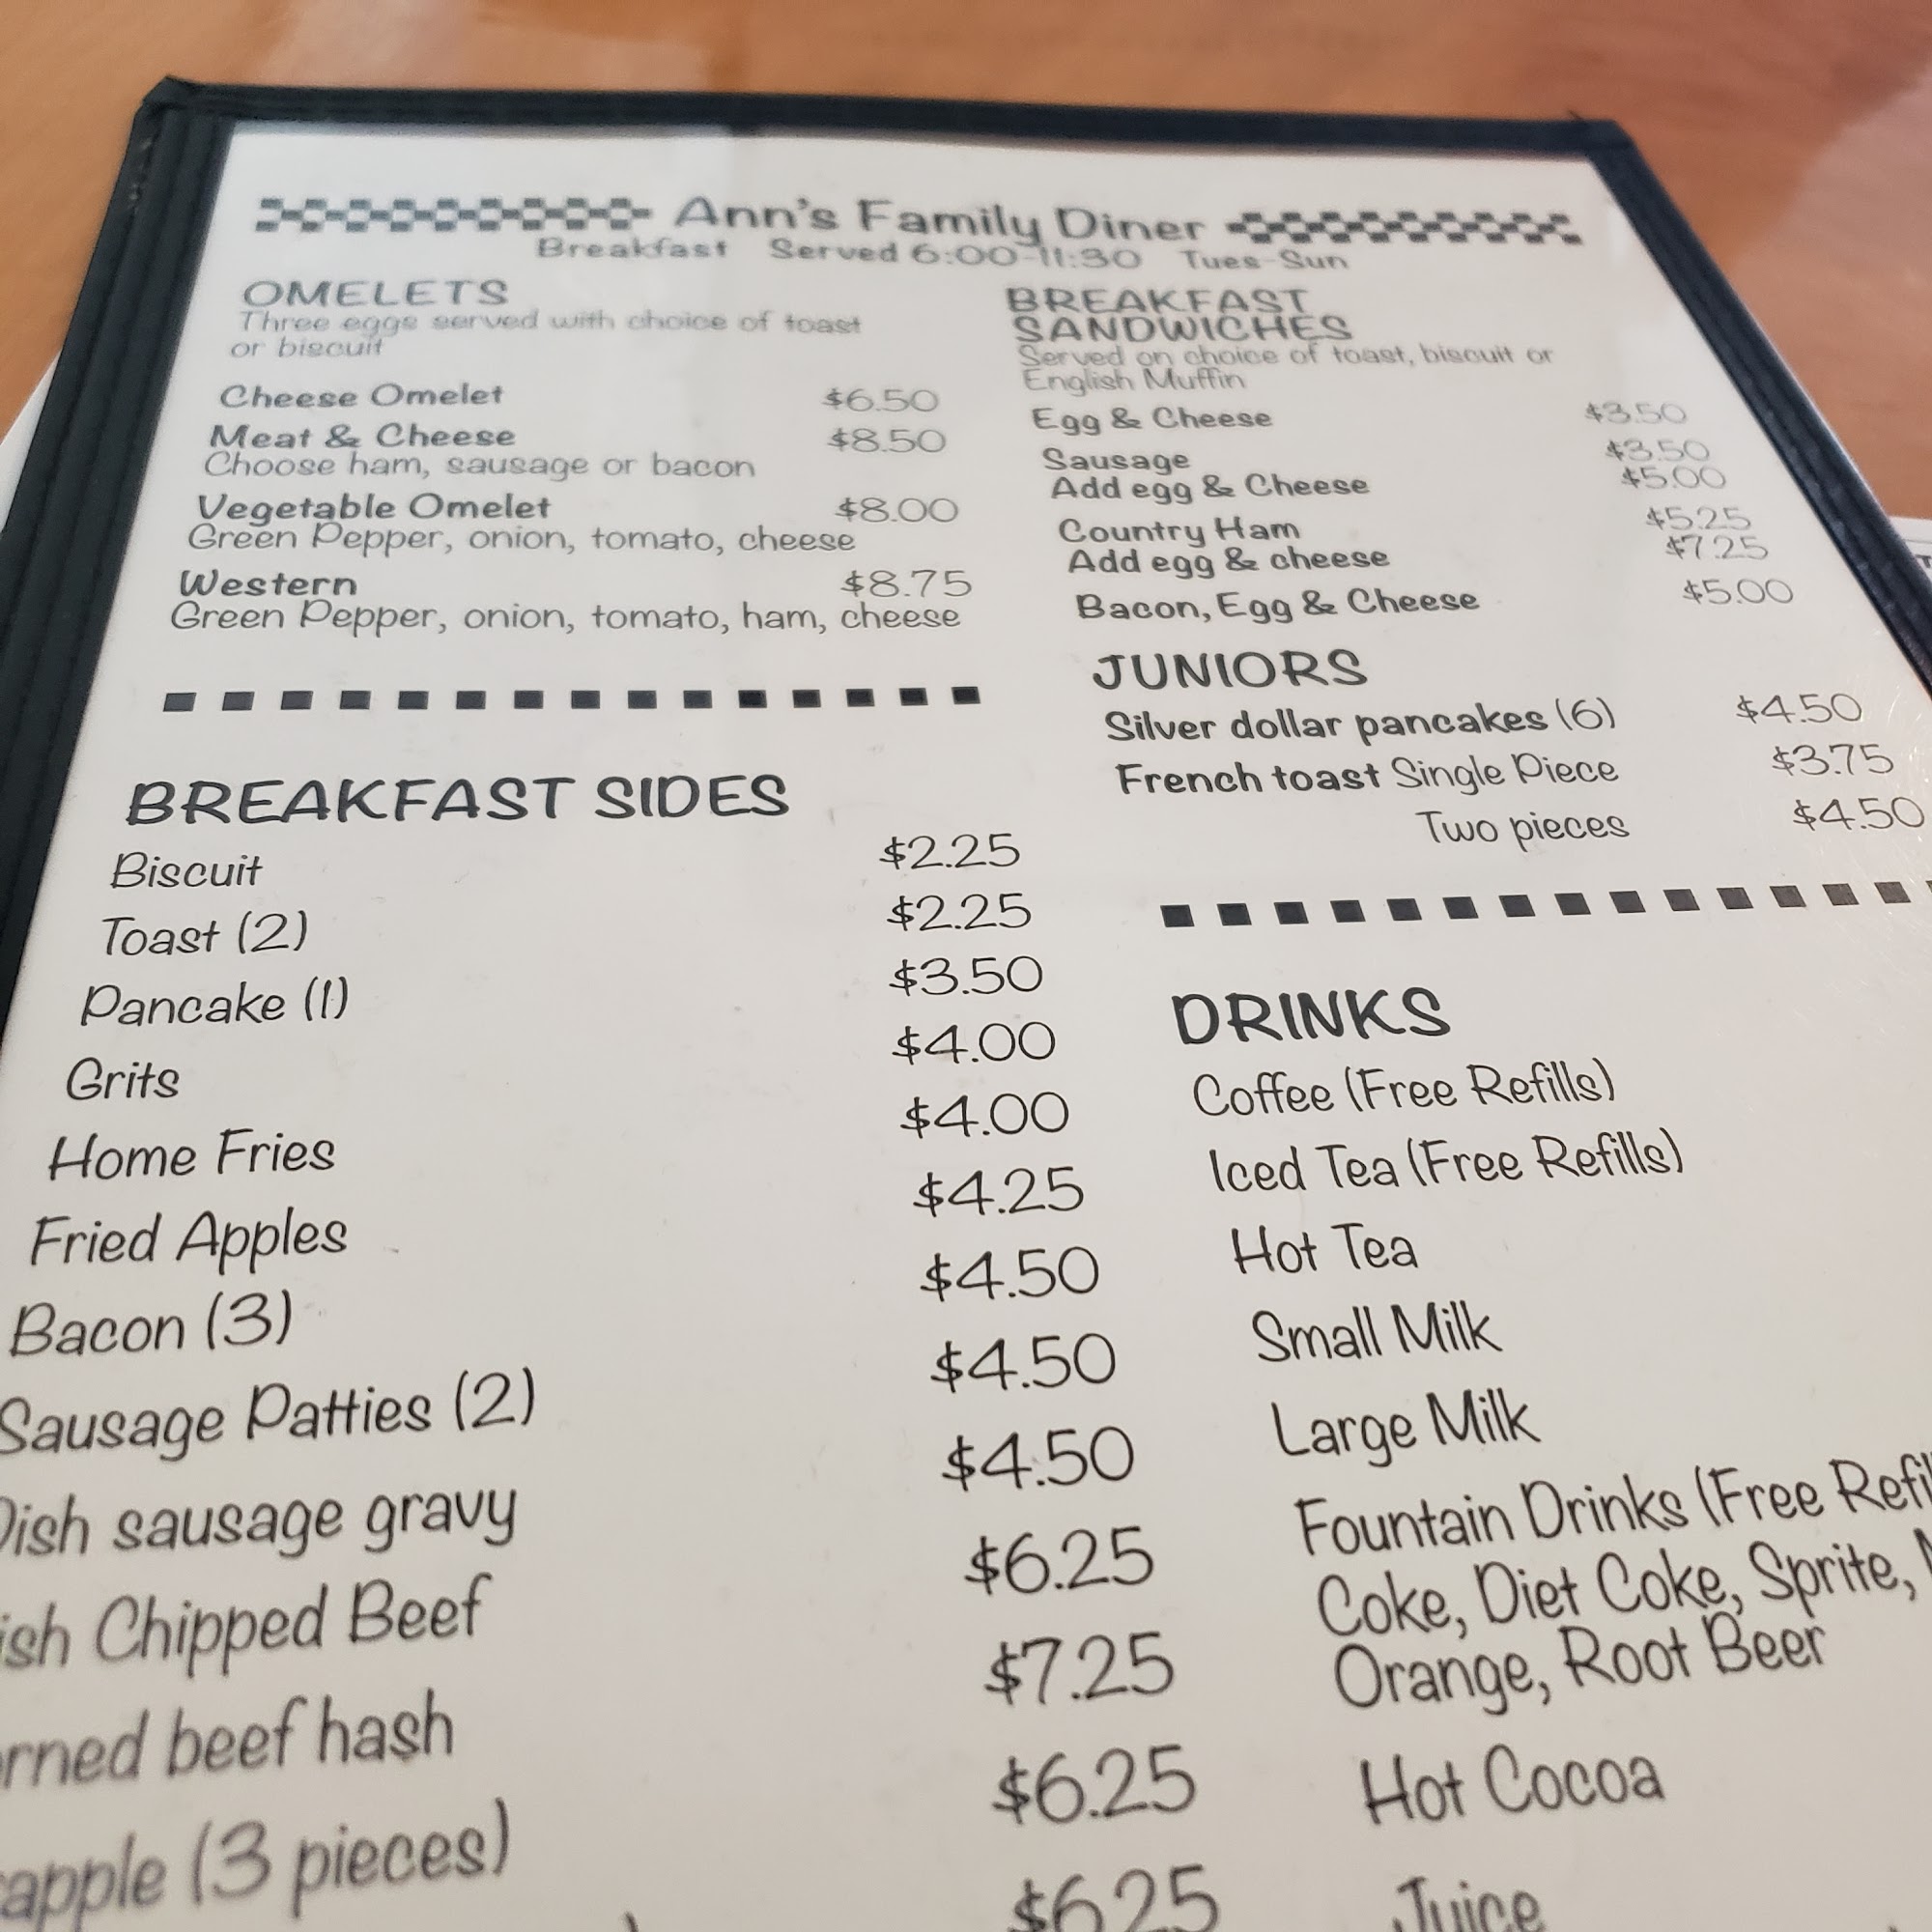 Ann's Family Diner
Breakfast Served 6:00-11:30 Tues-Sun
OMELETS
Three eggs served with choice of toast
or biscuit
Cheese Omelet $6.50
Meat & Cheese $8.50
Choose ham, sausage or bacon
Vegetable Omelet $8.00
Green Pepper, onion, tomato, cheese
Western $8.75
Green Pepper, onion, tomato, ham, cheese
BREAKFAST SIDES
Biscuit $2.25
Toast (2) $2.25
Pancake (1) $3.50
Grits $4.00
Home Fries $4.00
Fried Apples $4.25
Bacon (3) $4.50
Sausage Patties (2) $4.50
Dish sausage gravy $4.50
ish Chipped Beef $6.25
rned beef hash $7.25
apple (3 pieces) $6.25
$6.25
BREAKFAST
SANDWICHES
Served on choice of toast, biscuit or
English Muffin
Egg & Cheese $3.50
Sausage $3.50
Add egg & Cheese $5.00
Country Ham $5.25
Add egg & cheese $7.25
Bacon, Egg & Cheese $5.00
JUNIORS
Silver dollar pancakes (6) $4.50
French toast Single Piece $3.75
Two pieces $4.50
DRINKS
Coffee (Free Refills)
Iced Tea (Free Refills)
Hot Tea
Small Milk
Large Milk
Fountain Drinks (Free Refi
Coke, Diet Coke, Sprite,
Orange, Root Beer
Hot Cocoa
Juice